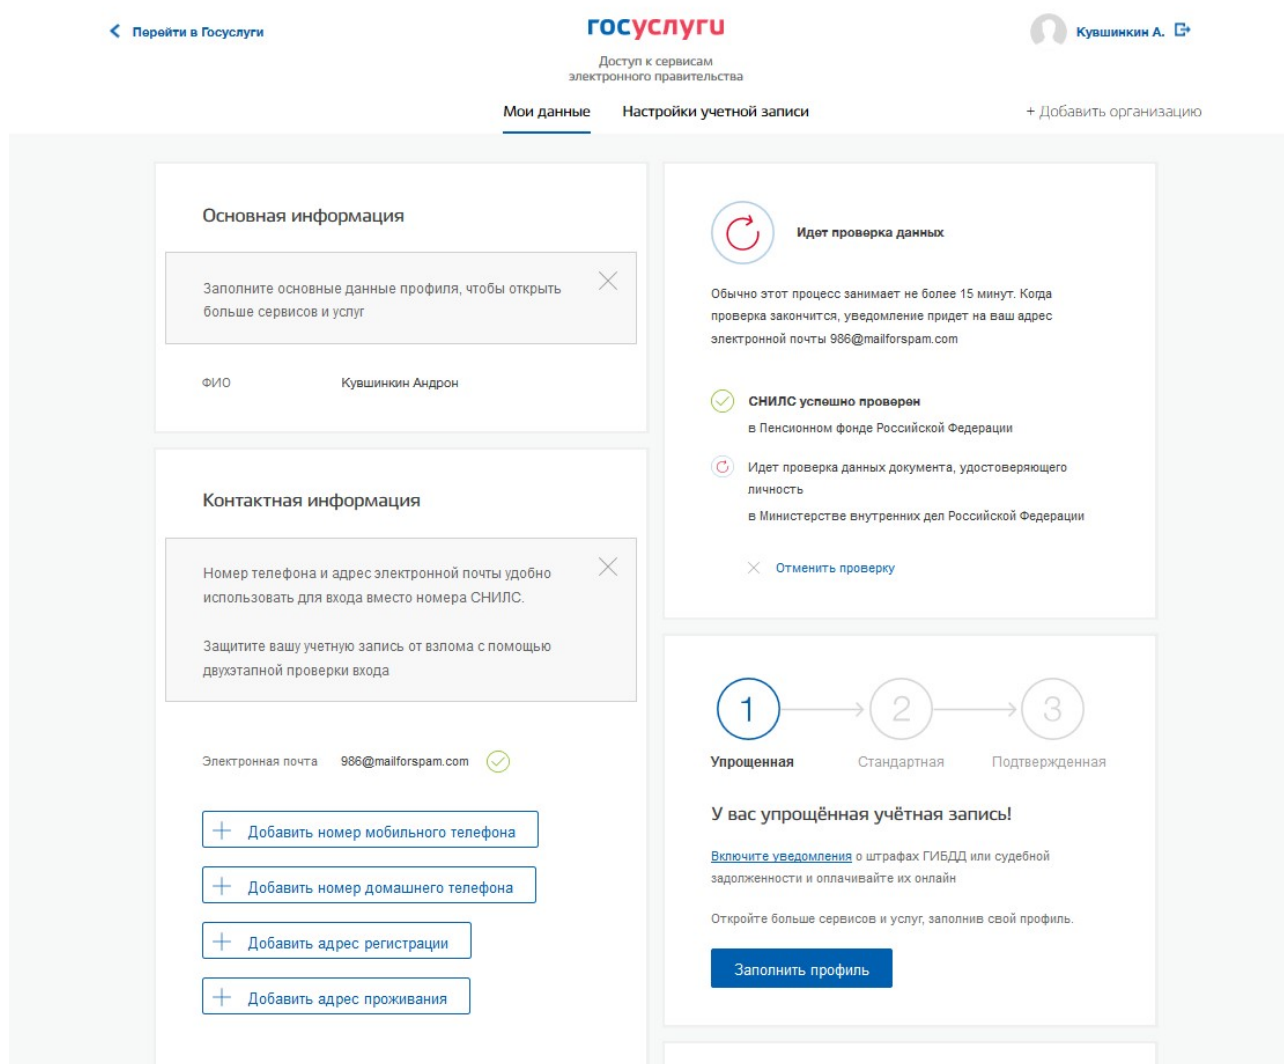 Перейти в Госуслуги
госуслуги
Доступ к сервисам
электронного правительства
Кувшинкин А.
Мои данные
Настройки учетной записи
+ Добавить организацию
Основная информация
Заполните основные данные профиля, чтобы открыть
больше сервисов и услуг
ФИО Кувшинкин Андрон
Контактная информация
Номер телефона и адрес электронной почты удобно
использовать для входа вместо номера СНИЛС.
Защитите вашу учетную запись от взлома с помощью
двухэтапной проверки входа
Электронная почта 986@mailforspam.com
Добавить номер мобильного телефона
Добавить номер домашнего телефона
Добавить адрес регистрации
Добавить адрес проживания
Идет проверка данных
Обычно этот процесс занимает не более 15 минут. Когда
проверка закончится, уведомление придет на ваш адрес
электронной почты 986@mailforspam.com
СНИЛС успешно проверен
в Пенсионном фонде Российской Федерации
Идет проверка данных документа, удостоверяющего
личность
в Министерстве внутренних дел Российской Федерации
Отменить проверку
1 2 3
Упрощенная Стандартная Подтвержденная
У вас упрощённая учётная запись!
Включите уведомления о штрафах ГИБДД или судебной
задолженности и оплачивайте их онлайн
Откройте больше сервисов и услуг, заполнив свой профиль.
Заполнить профиль